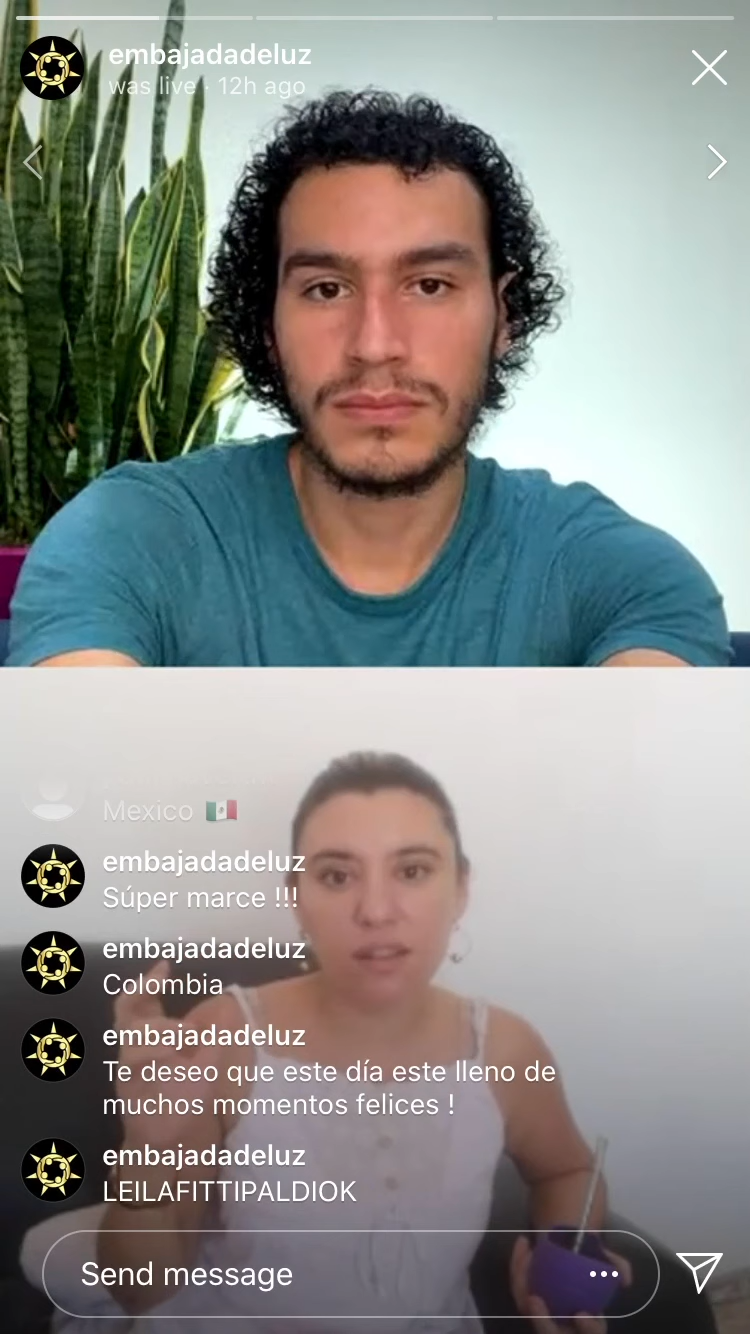 embajadadeluz
was live · 12h ago
Mexico 🇲🇽
embajadadeluz
Súper marce !!!
embajadadeluz
Colombia
embajadadeluz
Te deseo que este día este lleno de
muchos momentos felices !
embajadadeluz
LEILAFITTIPALDIOK
Send message